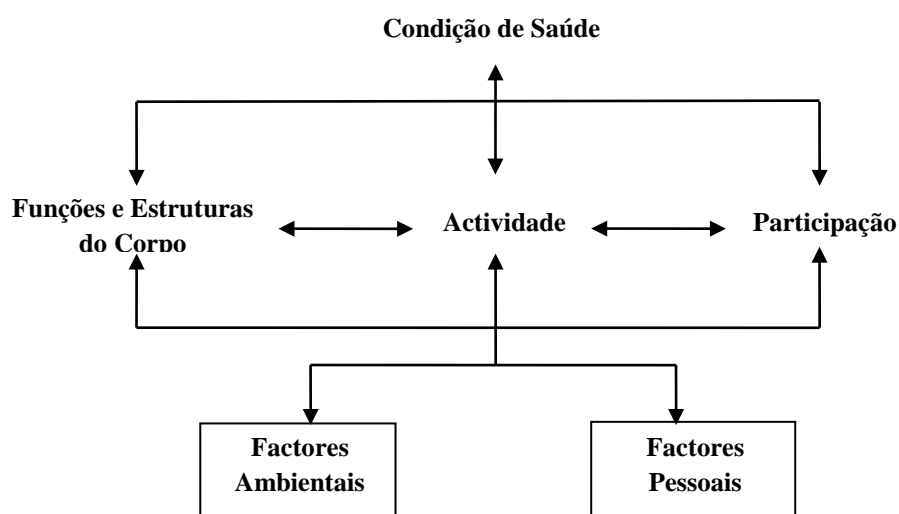 Condição de Saúde
Funções e Estruturas
do Corpo
Actividade
Participação
Factores
Ambientais
Factores
Pessoais